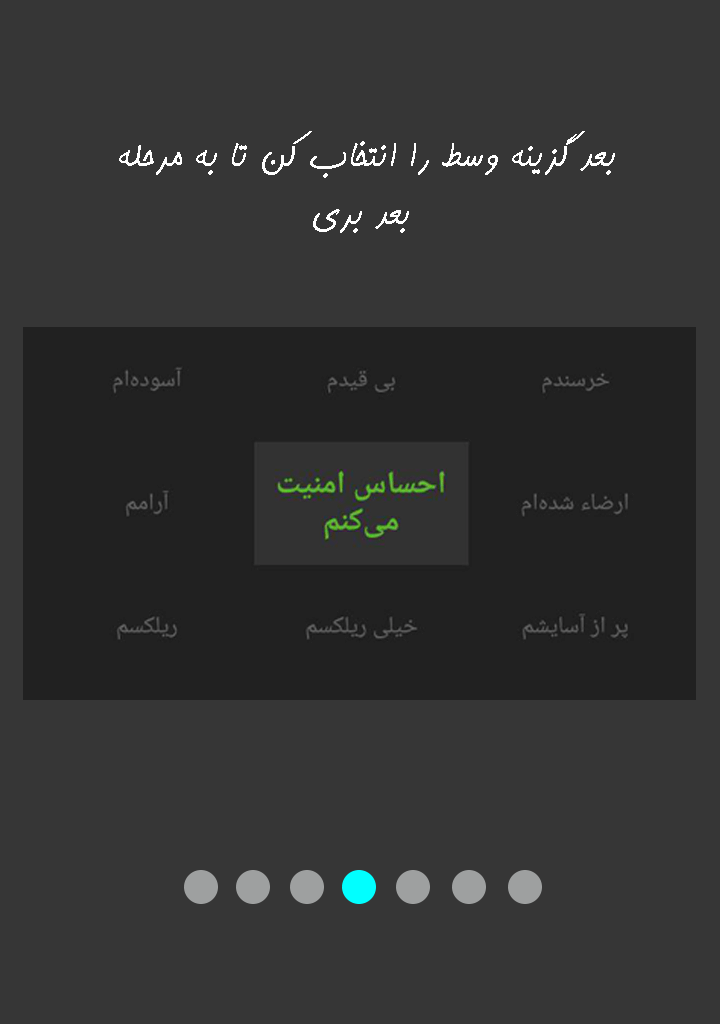 بعد گزینه وسط را انتخاب کن تا به مرحله
بعد بری
خرسندم بی قیدم آسوده‌ام
احساس امنیت
ارضاء شده‌ام آرامم
می‌کنم
پر از آسایشم خیلی ریلکسم ریلکسم